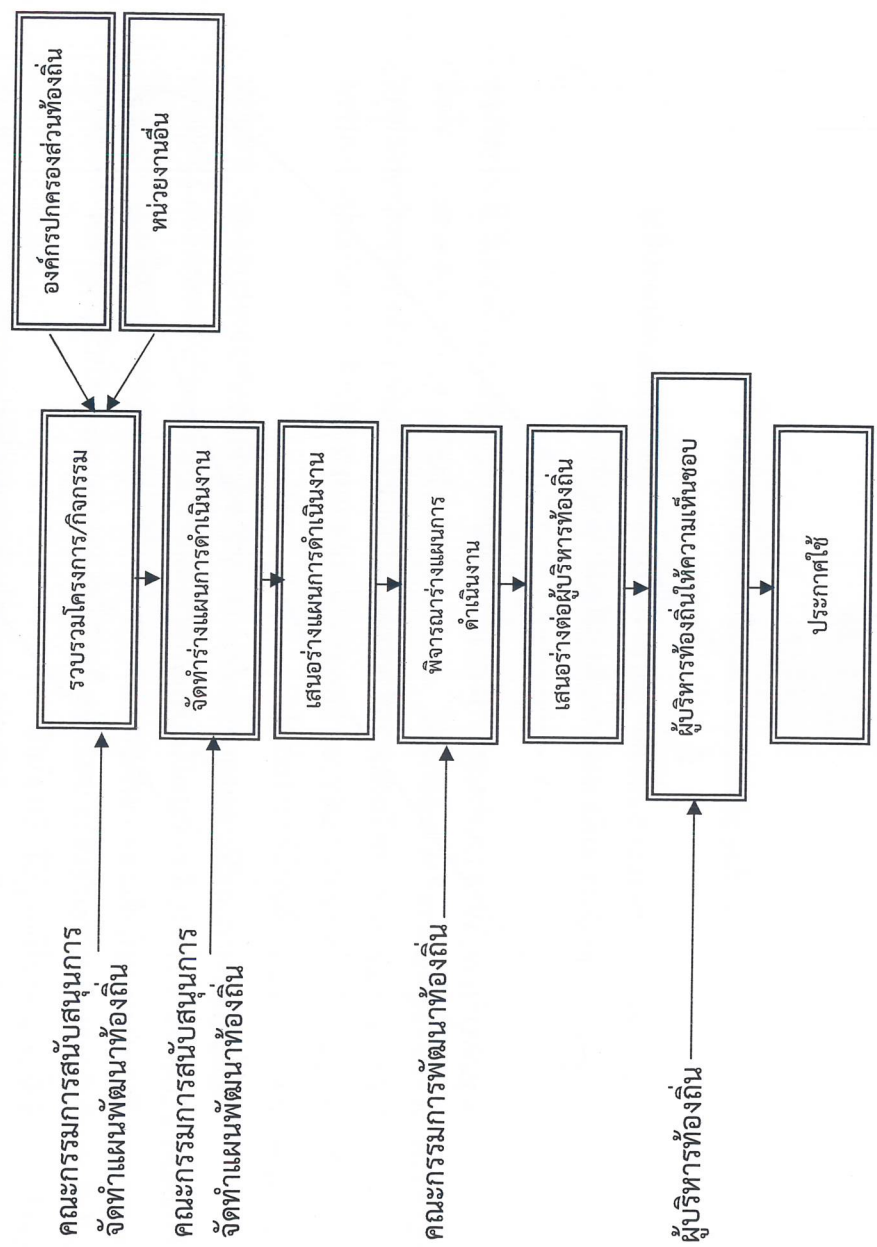 องค์กรปกครองส่วนท้องถิ่น
หน่วยงานอื่น
คณะกรรมการสนับสนุนการ
จัดทำแผนพัฒนาท้องถิ่น
รวบรวมโครงการ/กิจกรรม
คณะกรรมการสนับสนุนการ
จัดทำแผนพัฒนาท้องถิ่น
จัดทำร่างแผนการดำเนินงาน
เสนอร่างแผนการดำเนินงาน
คณะกรรมการพัฒนาท้องถิ่น
พิจารณาร่างแผนการ
ดำเนินงาน
เสนอร่างต่อผู้บริหารท้องถิ่น
ผู้บริหารท้องถิ่น
ผู้บริหารท้องถิ่นให้ความเห็นชอบ
ประกาศใช้